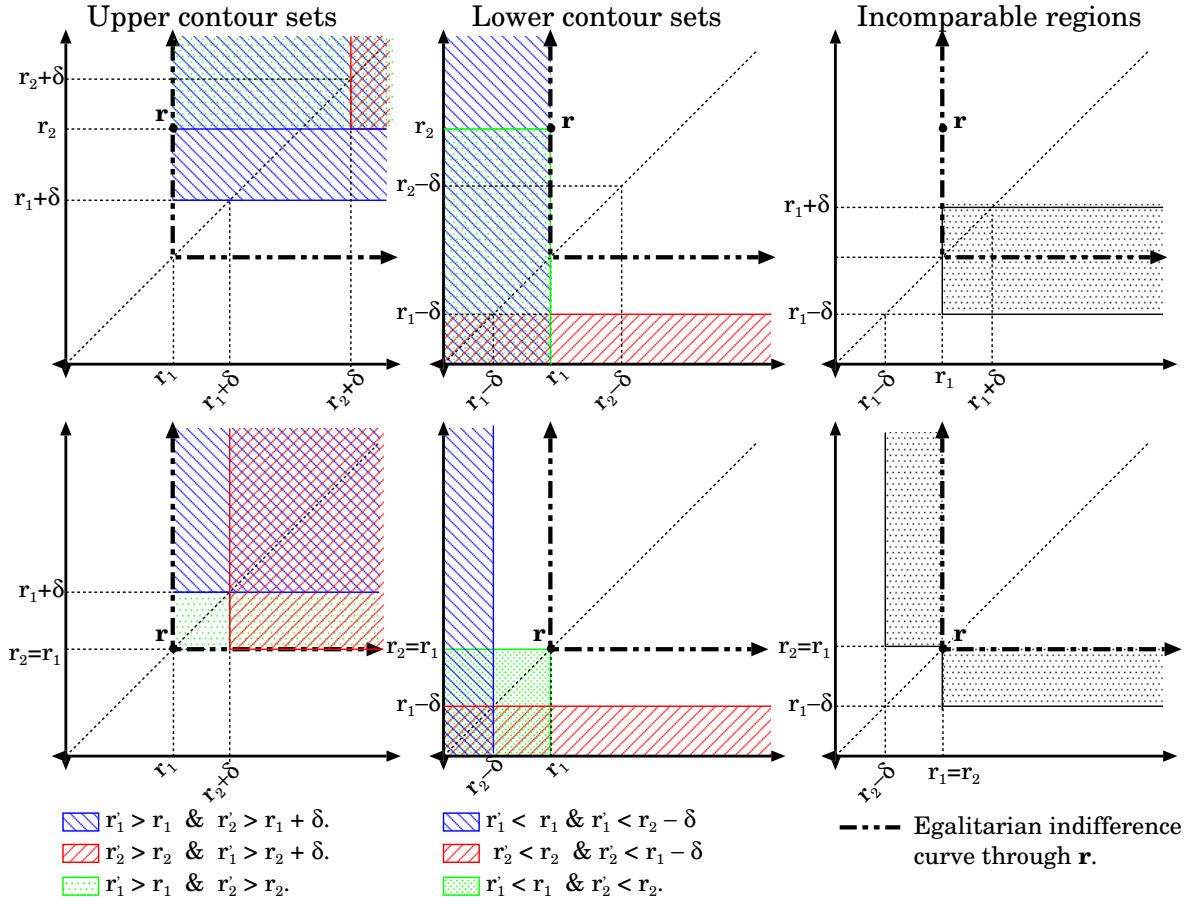 Upper contour sets
Lower contour sets
Incomparable regions
r₂+δ
r
r₂
r₁+δ
r₁
r₁+δ
r₂+δ
r
r₂
r₂−δ
r₁−δ
r₁−δ
r₁
r₂−δ
r
r₁+δ
r₁−δ
r₁−δ
r₁
r₁+δ
r₁+δ
r
r₂=r₁
r₁
r₂+δ
r
r₂=r₁
r₁−δ
r₂−δ
r₁
r
r₂=r₁
r₁−δ
r₂−δ
r₁=r₂
r'₁ > r₁ & r'₂ > r₁ + δ.
r'₂ > r₂ & r'₁ > r₂ + δ.
r'₁ > r₁ & r'₂ > r₂.
r'₁ < r₁ & r'₁ < r₂ − δ
r'₂ < r₂ & r'₂ < r₁ − δ
r'₁ < r₁ & r'₂ < r₂.
Egalitarian indifference
curve through r.